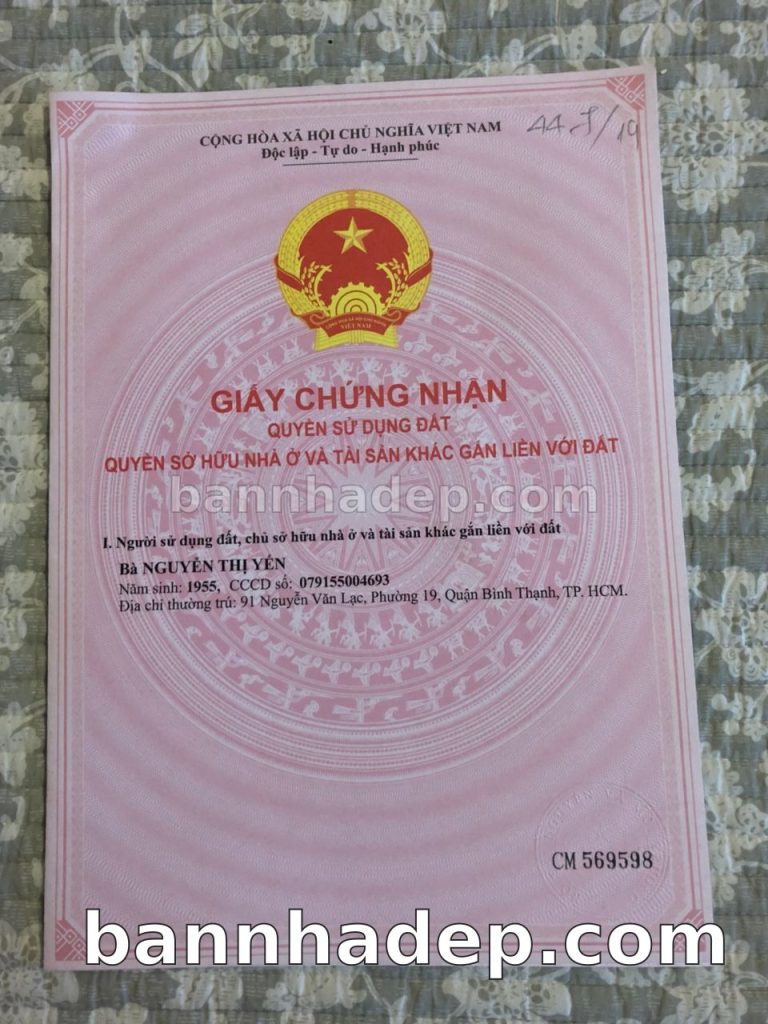 CỘNG HÒA XÃ HỘI CHỦ NGHĨA VIỆT NAM
Độc lập - Tự do - Hạnh phúc
GIẤY CHỨNG NHẬN
QUYỀN SỬ DỤNG ĐẤT
QUYỀN SỞ HỮU NHÀ Ở VÀ TÀI SẢN KHÁC GẮN LIỀN VỚI ĐẤT
bannhadep.com
I. Người sử dụng đất, chủ sở hữu nhà ở và tài sản khác gắn liền với đất
Bà NGUYỄN THỊ YẾN
Năm sinh: 1955, CCCD số: 079155004693
Địa chỉ thường trú: 91 Nguyễn Văn Lạc, Phường 19, Quận Bình Thạnh, TP. HCM.
CM 569598
bannhadep.com